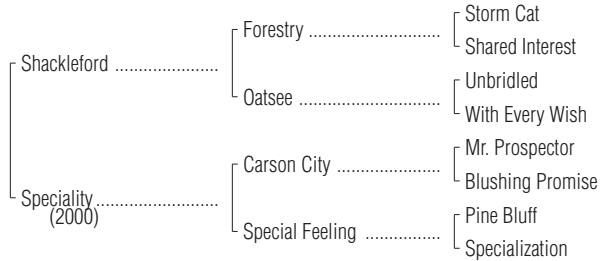 Storm Cat
Forestry ..............................
Shared Interest
Shackleford .......................
Unbridled
Oatsee ................................
With Every Wish
Mr. Prospector
Carson City .......................
Blushing Promise
Speciality ...........................
(2000)
Pine Bluff
Special Feeling .................
Specialization